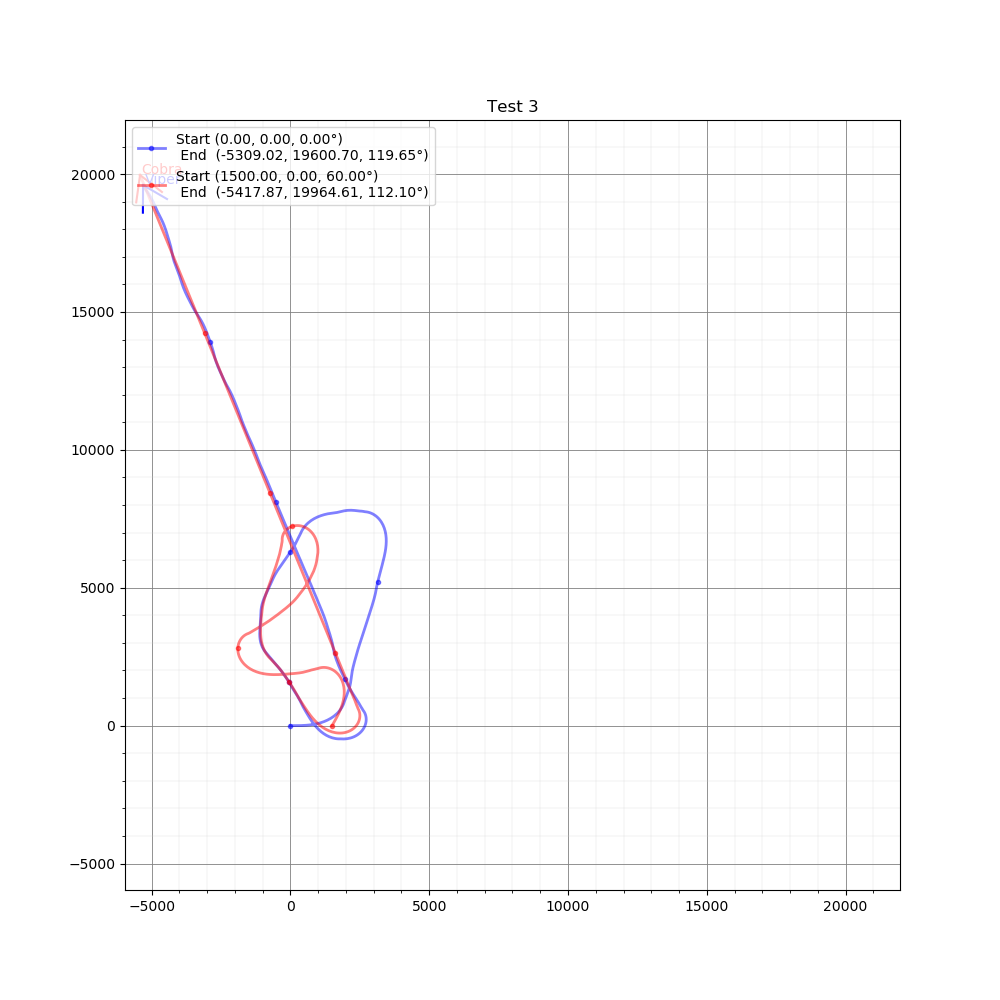 Test 3
Start (0.00, 0.00, 0.00°)
End  (-5309.02, 19600.70, 119.65°)
Start (1500.00, 0.00, 60.00°)
End  (-5417.87, 19964.61, 112.10°)
Cobra
Viper
20000
15000
10000
5000
0
−5000
−5000
0
5000
10000
15000
20000